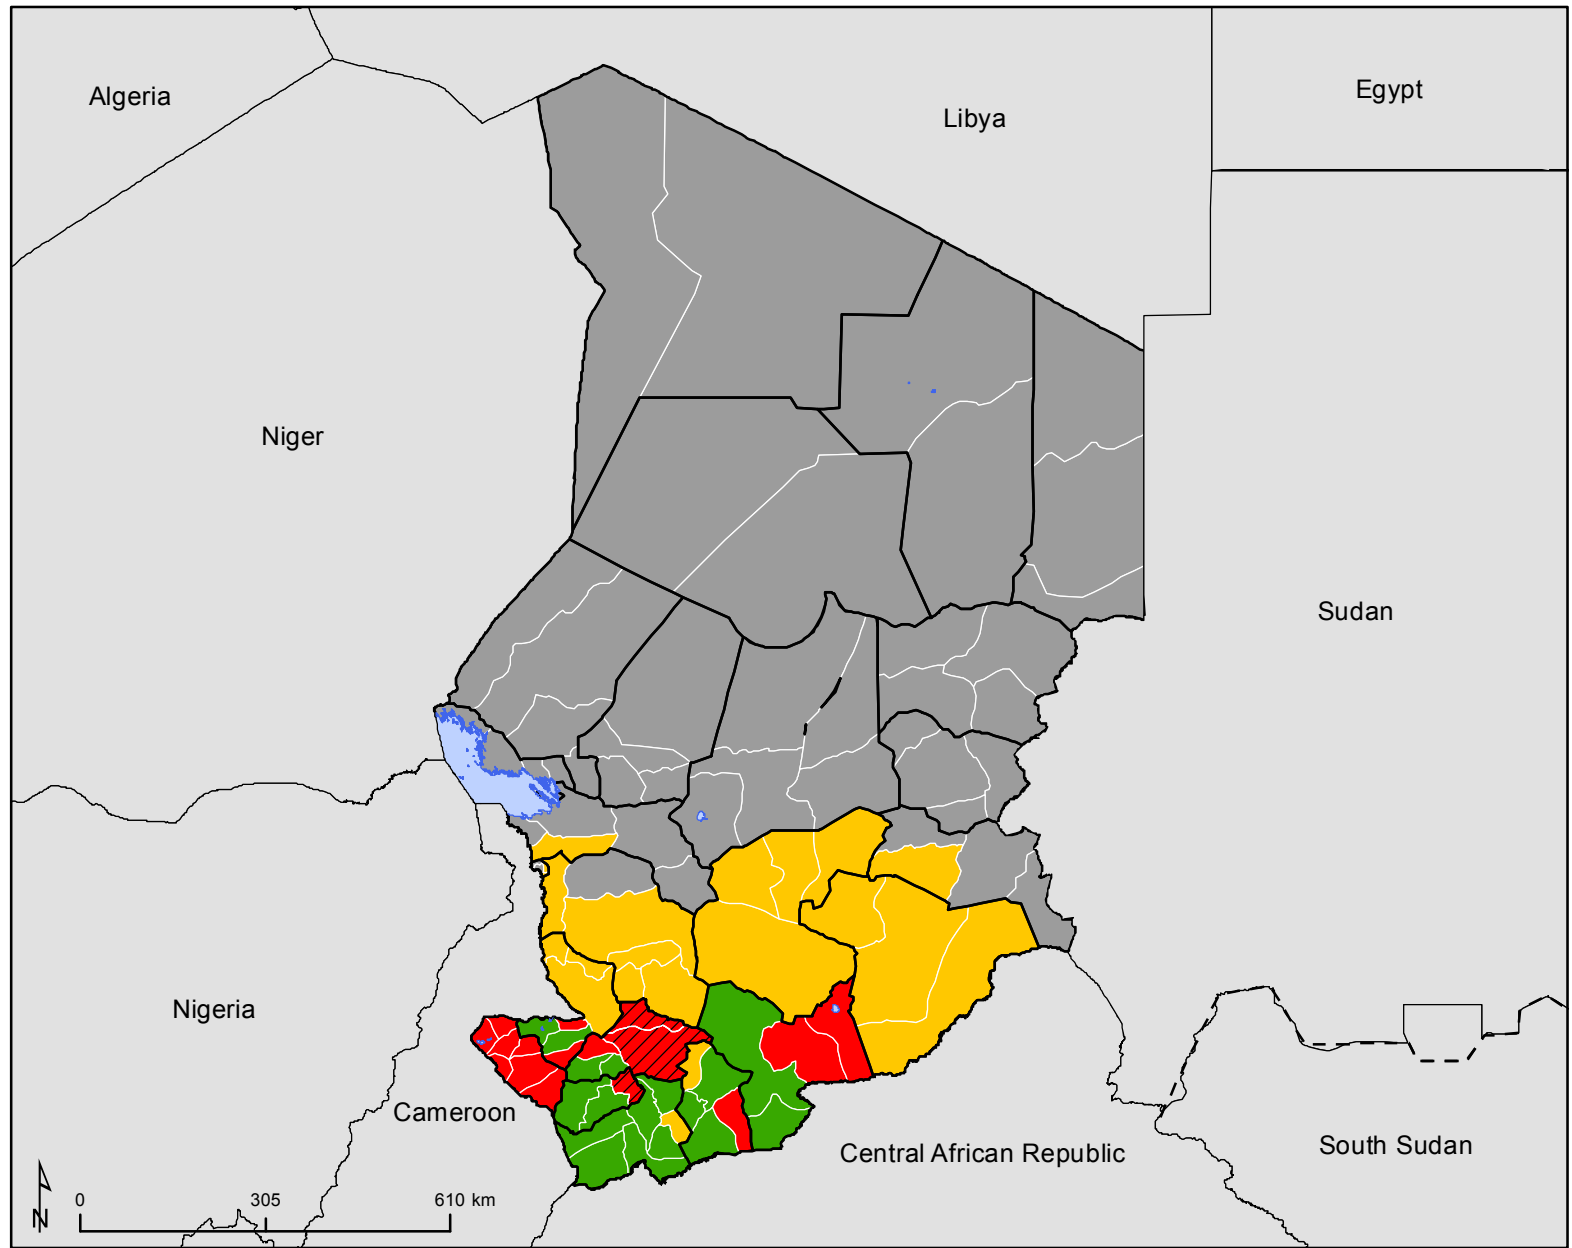 Algeria
Libya
Egypt
Niger
Sudan
Nigeria
Cameroon
Central African Republic
South Sudan
N
0 305 610 km